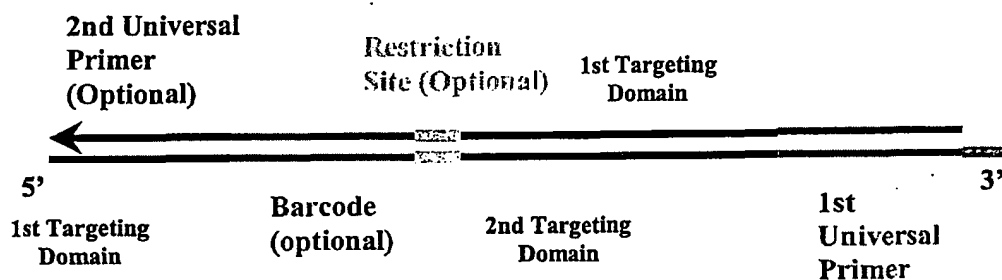 2nd Universal
Primer
(Optional)
Restriction
Site (Optional)
1st Targeting
Domain
5'
3'
1st Targeting
Domain
Barcode
(optional)
2nd Targeting
Domain
1st
Universal
Primer